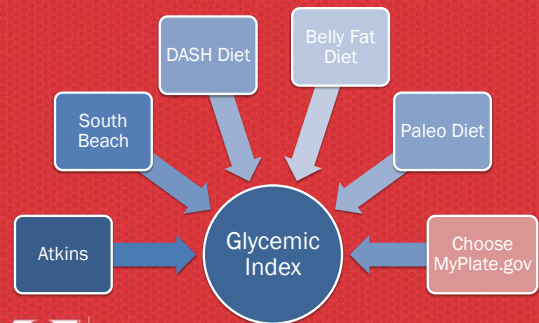 Belly Fat
Diet
DASH Diet
South
Beach
Paleo Diet
Atkins
Glycemic
Index
Choose
MyPlate.gov